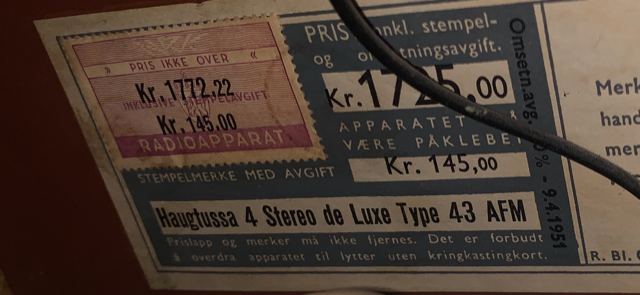 » PRIS IKKE OVER «
Kr. 1772,22
INKLUSIVE STEMPELAVGIFT
Kr. 145.00
RADIOAPPARAT
STEMPELMERKE MED AVGIFT
PRIS inkl. stempel-
og omsetningsavgift.
Kr. 1725,00
APPARATET
VÆRE PÅKLEBET
Kr. 145,00
Haugtussa 4 Stereo de Luxe Type 43 AFM
Prislapp og merker må ikke fjernes. Det er forbudt
å overdra apparatet til lytter uten kringkastingkort.
Omsetn.avg. % - 9.4.1951
Merk
hand
mer
R. Bl.